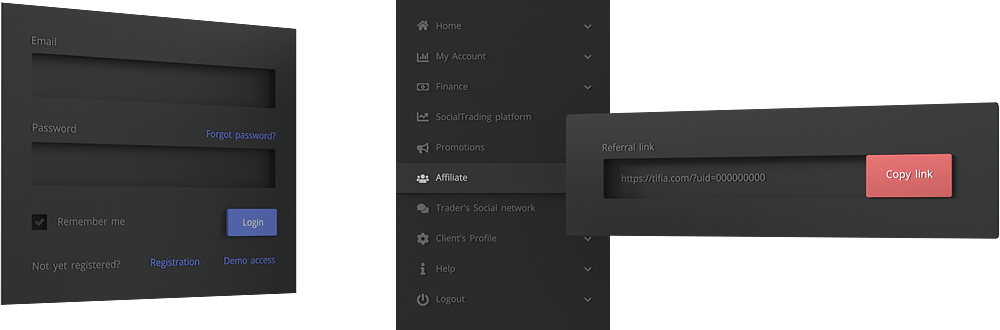 Email
Password
Forgot password?
Remember me
Login
Not yet registered?
Registration
Demo access
Home
My Account
Finance
SocialTrading platform
Promotions
Affiliate
Trader's Social network
Client's Profile
Help
Logout
Referral link
https://tifia.com/?uid=000000000
Copy link